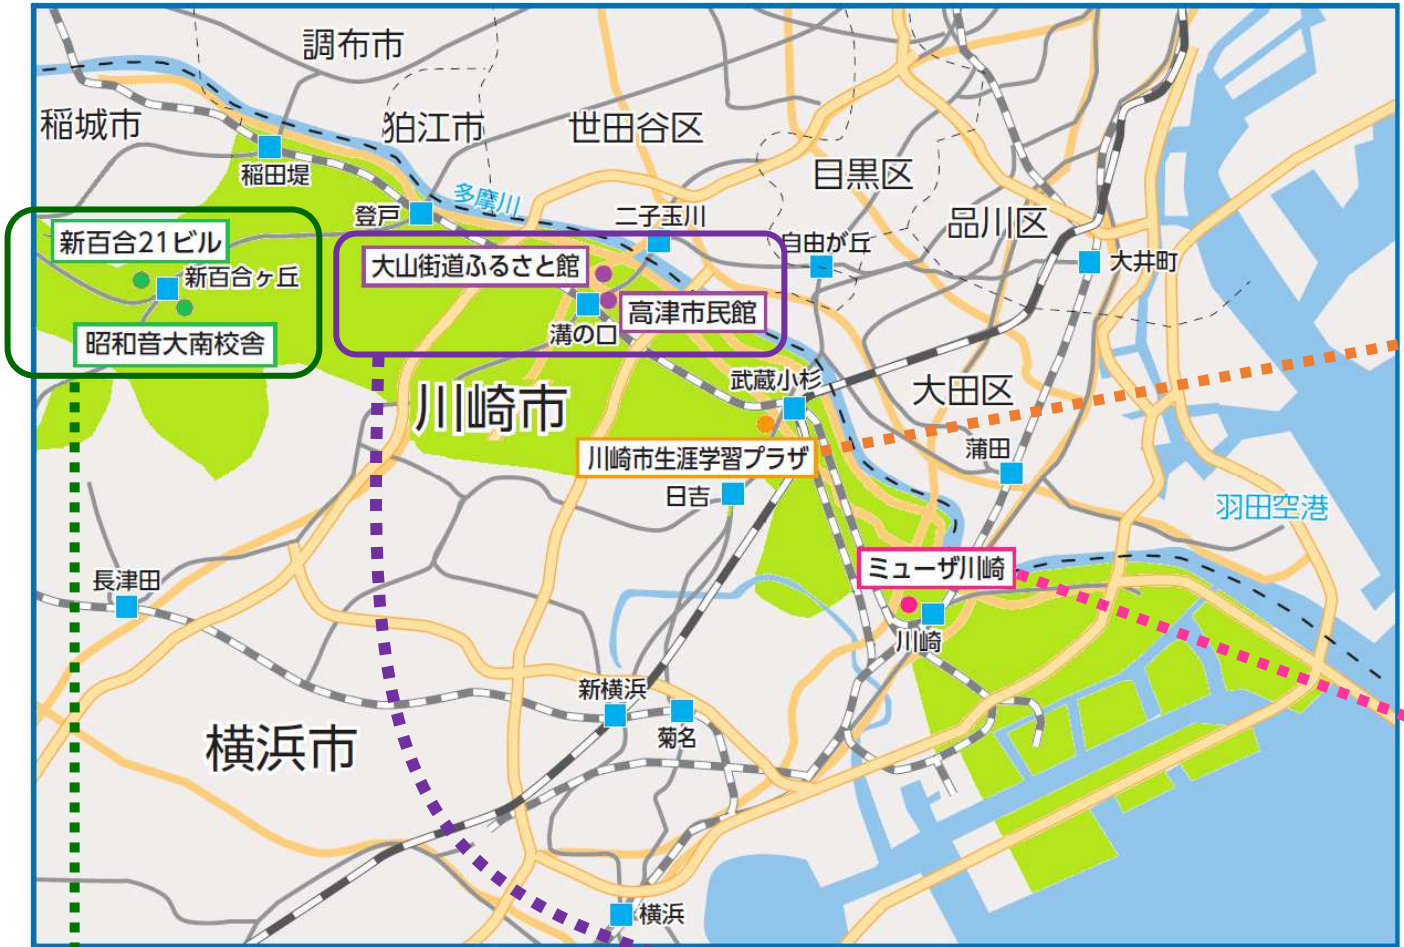 調布市
稲城市
狛江市
世田谷区
稲田堤
目黒区
登戸
多摩川
二子玉川
品川区
新百合21ビル
自由が丘
大山街道ふるさと館
大井町
新百合ヶ丘
高津市民館
溝の口
昭和音大南校舎
武蔵小杉
川崎市
大田区
川崎市生涯学習プラザ
蒲田
日吉
羽田空港
ミューザ川崎
長津田
川崎
新横浜
菊名
横浜市
横浜